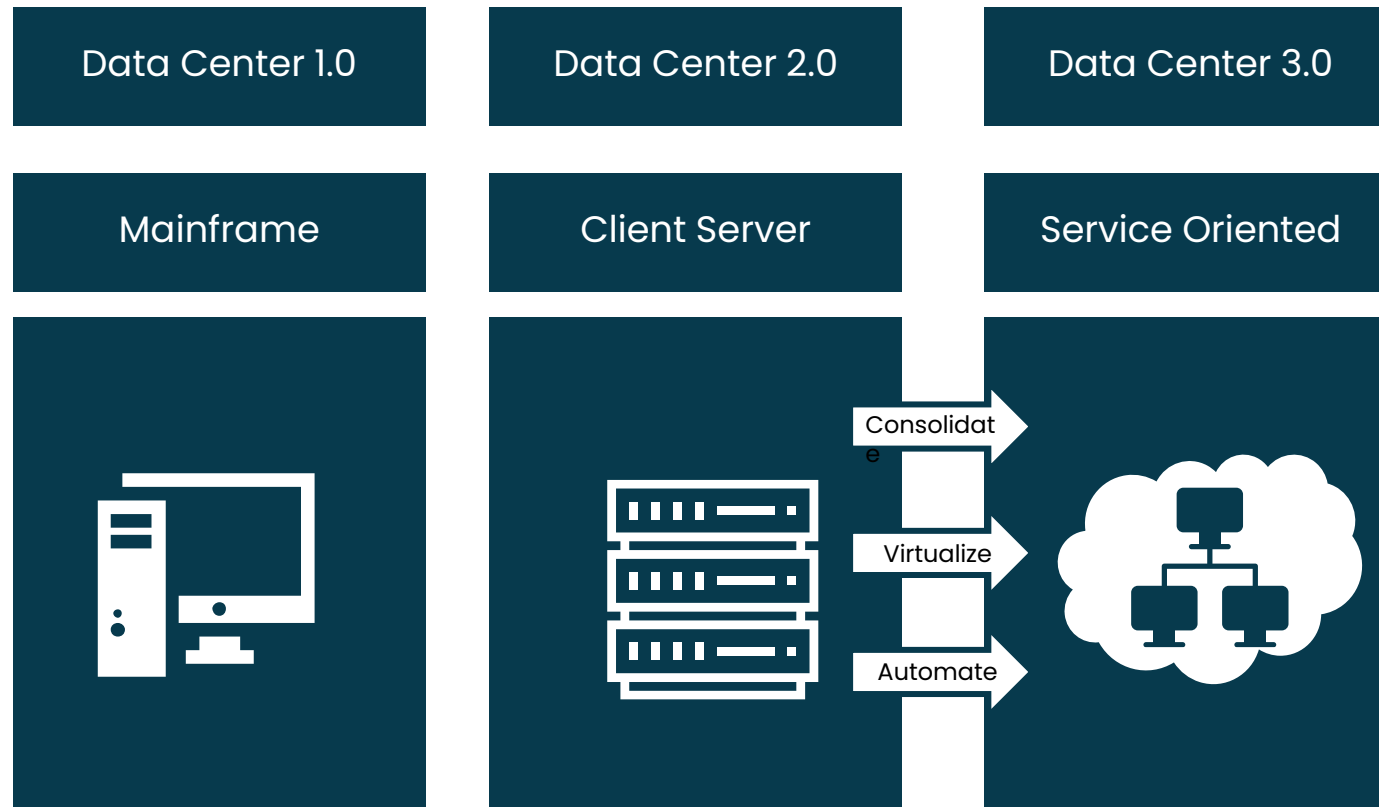 Data Center 1.0
Data Center 2.0
Data Center 3.0
Mainframe
Client Server
Service Oriented
Consolidat
e
Virtualize
Automate